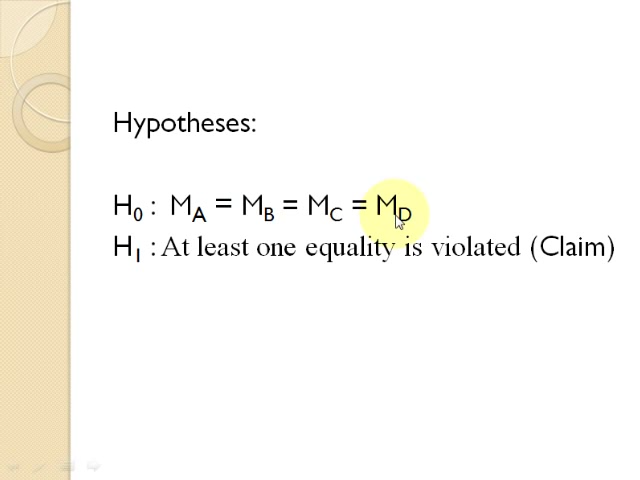 Hypotheses:
H₀ : M_A = M_B = M_C = M_D
H₁ : At least one equality is violated (Claim)